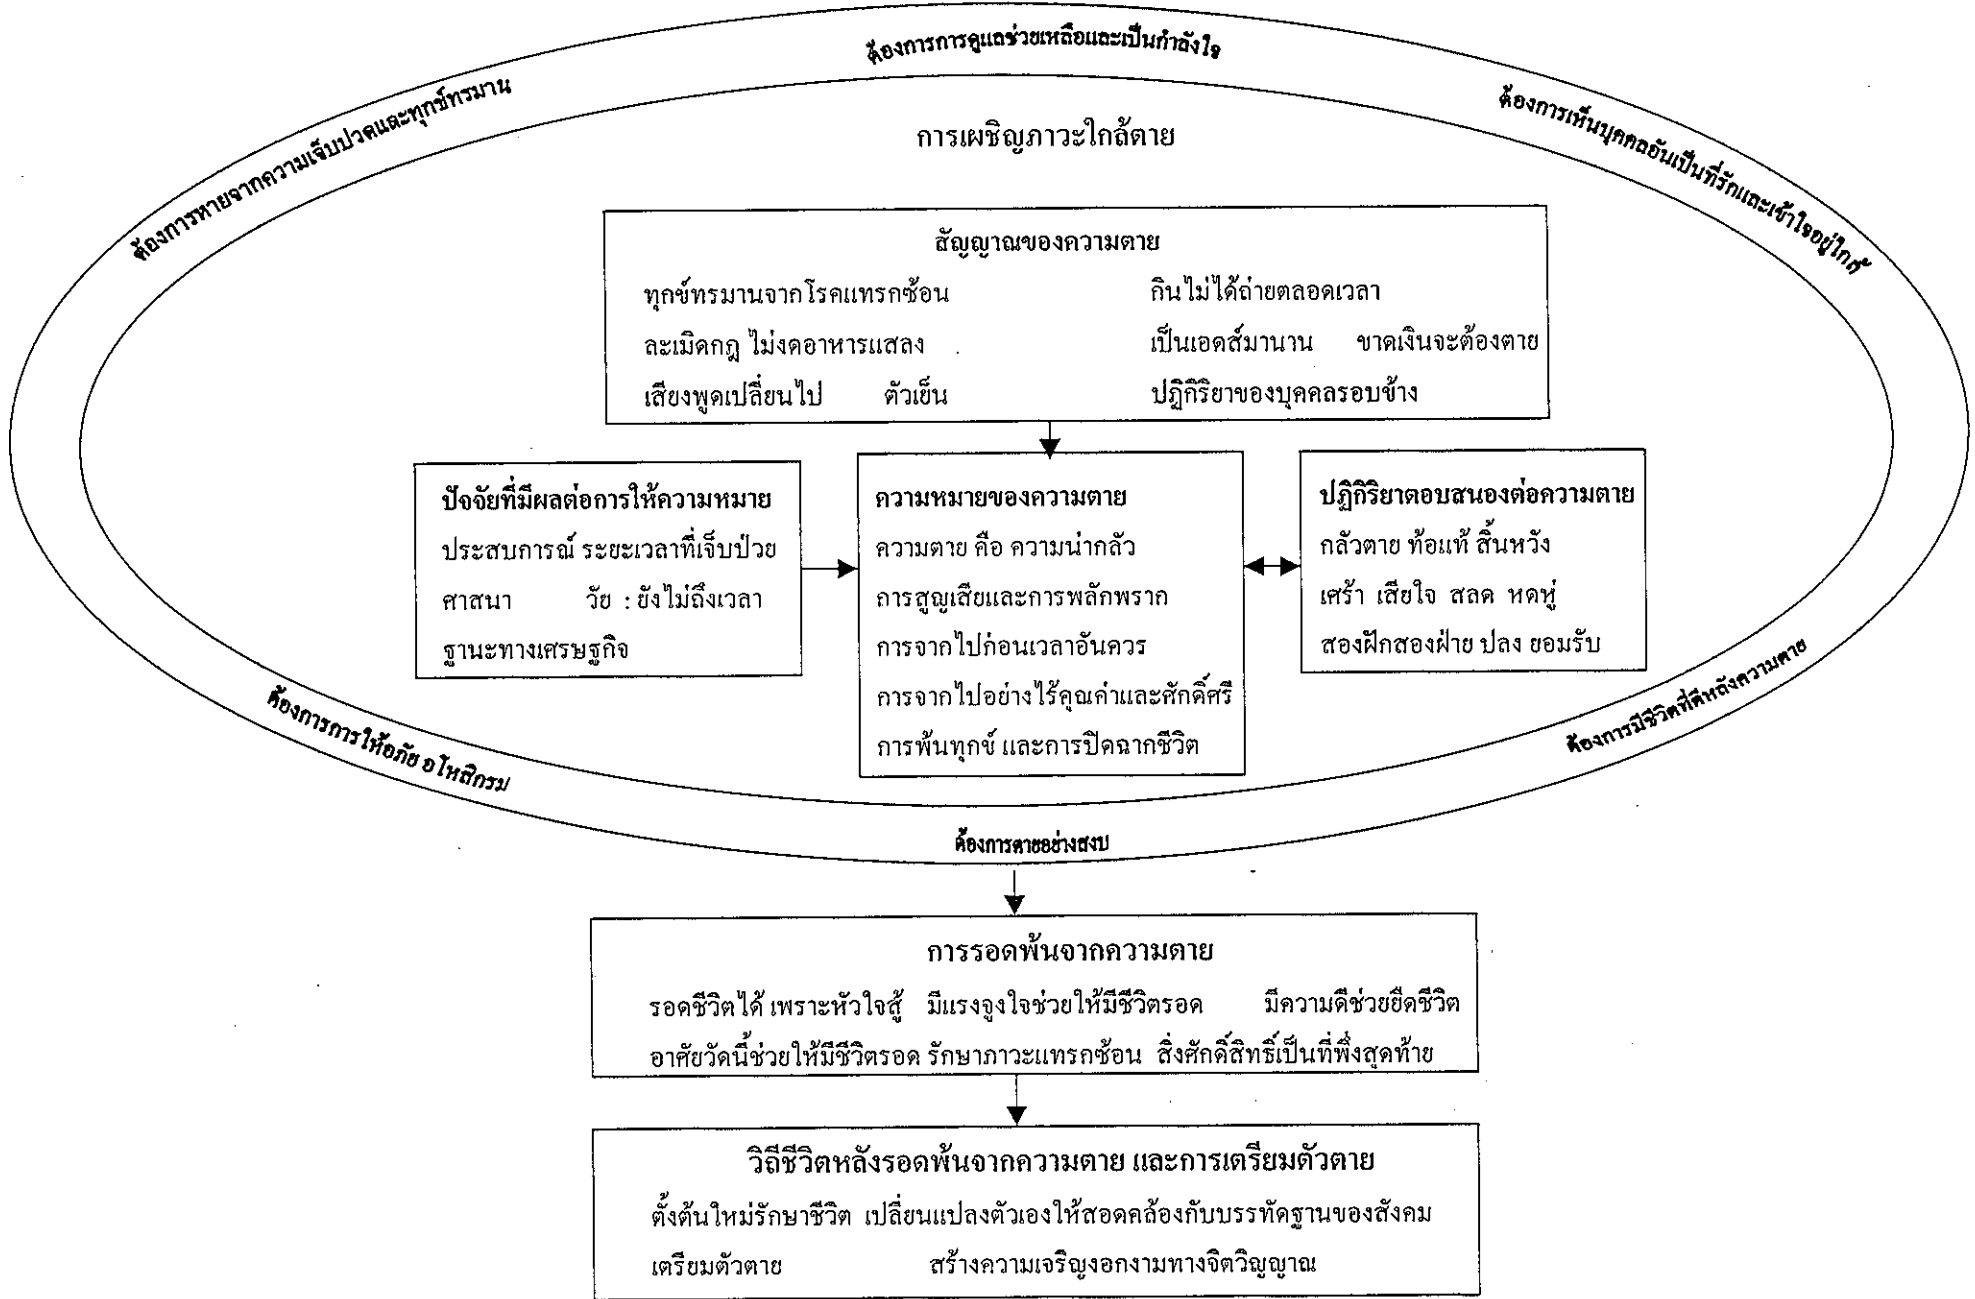 ต้องการการดูแลช่วยเหลือและเป็นกำลังใจ
ต้องการหายจากความเจ็บปวดและทุกข์ทรมาน
ต้องการเห็นบุคคลอันเป็นที่รักและเข้าใจอยู่ใกล้
การเผชิญภาวะใกล้ตาย
สัญญาณของความตาย
ทุกข์ทรมานจากโรคแทรกซ้อน กินไม่ได้ถ่ายตลอดเวลา
ละเมิดกฎ ไม่งดอาหารแสลง เป็นเอดส์มานาน ขาดเงินจะต้องตาย
เสียงพูดเปลี่ยนไป ตัวเย็น ปฏิกิริยาของบุคคลรอบข้าง
ปัจจัยที่มีผลต่อการให้ความหมาย
ประสบการณ์ ระยะเวลาที่เจ็บป่วย
ศาสนา วัย : ยังไม่ถึงเวลา
ฐานะทางเศรษฐกิจ
ความหมายของความตาย
ความตาย คือ ความน่ากลัว
การสูญเสียและการพลักพราก
การจากไปก่อนเวลาอันควร
การจากไปอย่างไร้คุณค่าและศักดิ์ศรี
การพ้นทุกข์ และการปิดฉากชีวิต
ปฏิกิริยาตอบสนองต่อความตาย
กลัวตาย ท้อแท้ สิ้นหวัง
เศร้า เสียใจ สลด หดหู่
สองฝักสองฝ่าย ปลง ยอมรับ
ต้องการการให้อภัย อโหสิกรม
ต้องการมีชีวิตที่ดีหลังความตาย
ต้องการตายอย่างสงบ
การรอดพ้นจากความตาย
รอดชีวิตได้ เพราะหัวใจสู้ มีแรงจูงใจช่วยให้มีชีวิตรอด มีความดีช่วยยืดชีวิต
อาศัยวัดนี้ช่วยให้มีชีวิตรอด รักษาภาวะแทรกซ้อน สิ่งศักดิ์สิทธิ์เป็นที่พึ่งสุดท้าย
วิถีชีวิตหลังรอดพ้นจากความตาย และการเตรียมตัวตาย
ตั้งต้นใหม่รักษาชีวิต เปลี่ยนแปลงตัวเองให้สอดคล้องกับบรรทัดฐานของสังคม
เตรียมตัวตาย สร้างความเจริญงอกงามทางจิตวิญญาณ